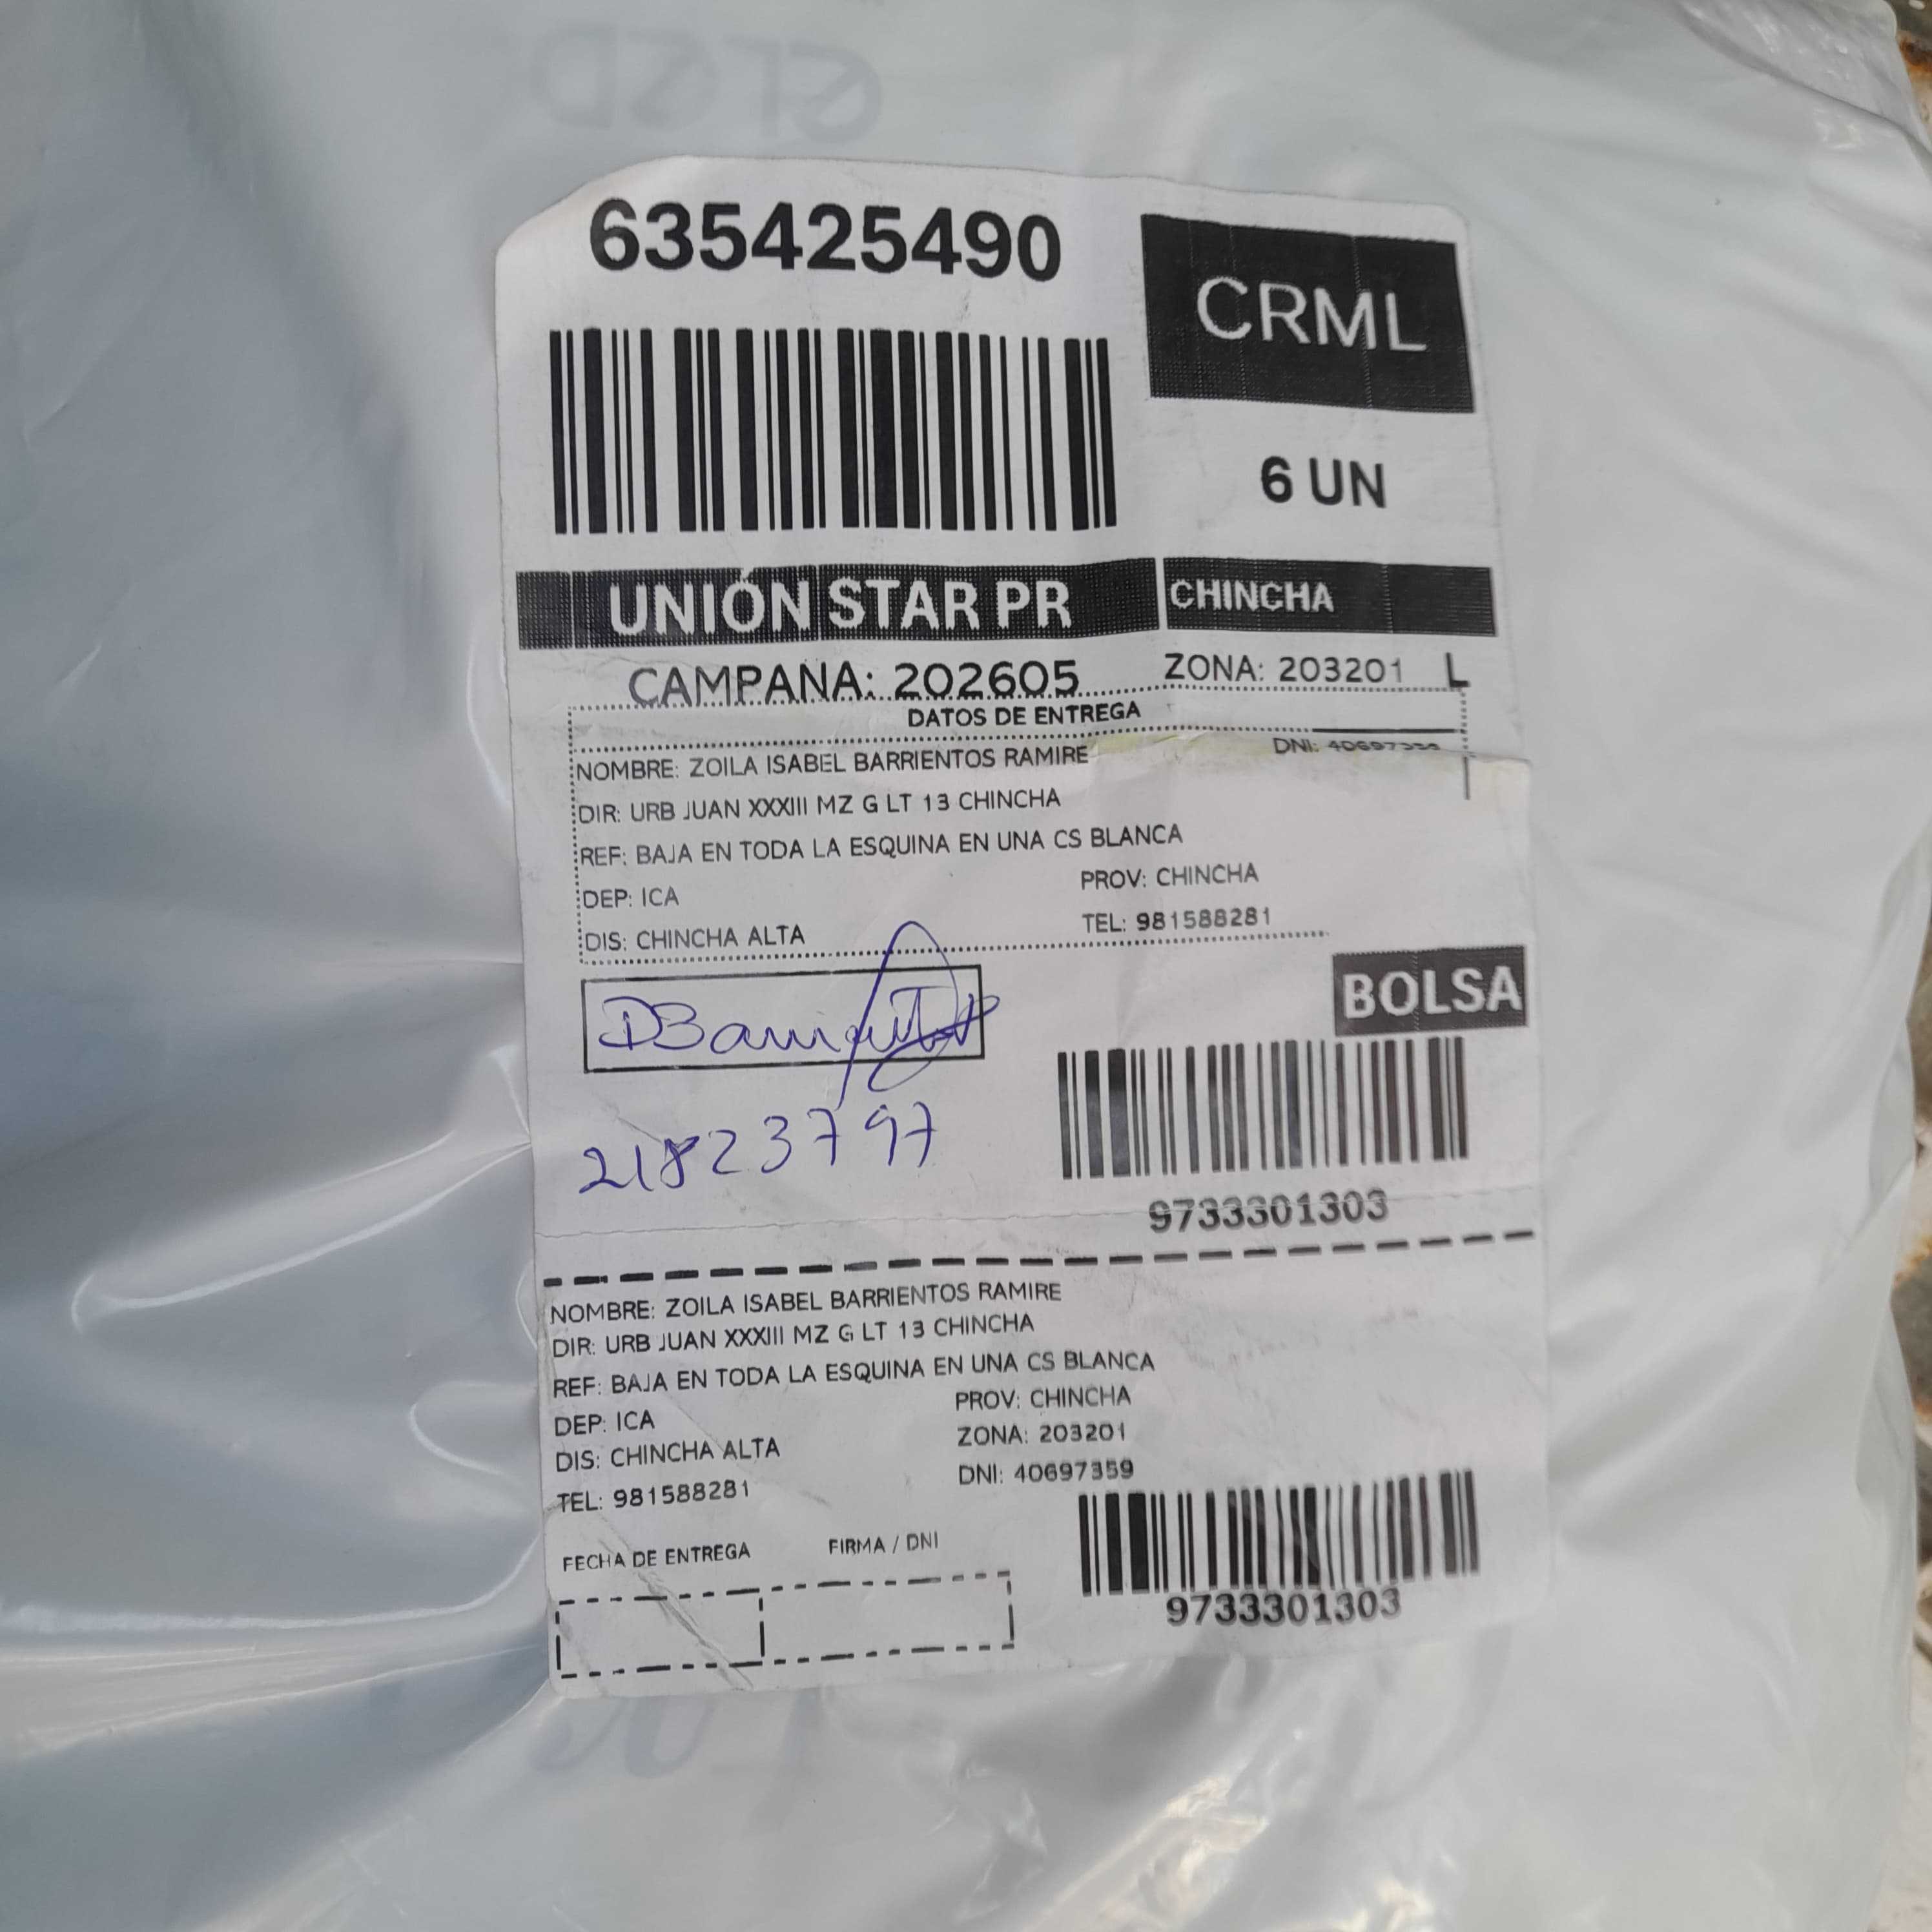 635425490
CRML
6 UN
UNIÓN STAR PR
CHINCHA
CAMPANA: 202605
ZONA: 203201 L
DATOS DE ENTREGA
NOMBRE: ZOILA ISABEL BARRIENTOS RAMIRE
DNI: 40697359
DIR: URB JUAN XXXIII MZ G LT 13 CHINCHA
REF: BAJA EN TODA LA ESQUINA EN UNA CS BLANCA
DEP: ICA
PROV: CHINCHA
DIS: CHINCHA ALTA
TEL: 981588281
BOLSA
21823797
9733301303
NOMBRE: ZOILA ISABEL BARRIENTOS RAMIRE
DIR: URB JUAN XXXIII MZ G LT 13 CHINCHA
REF: BAJA EN TODA LA ESQUINA EN UNA CS BLANCA
DEP: ICA
PROV: CHINCHA
DIS: CHINCHA ALTA
ZONA: 203201
TEL: 981588281
DNI: 40697359
FECHA DE ENTREGA
FIRMA / DNI
9733301303